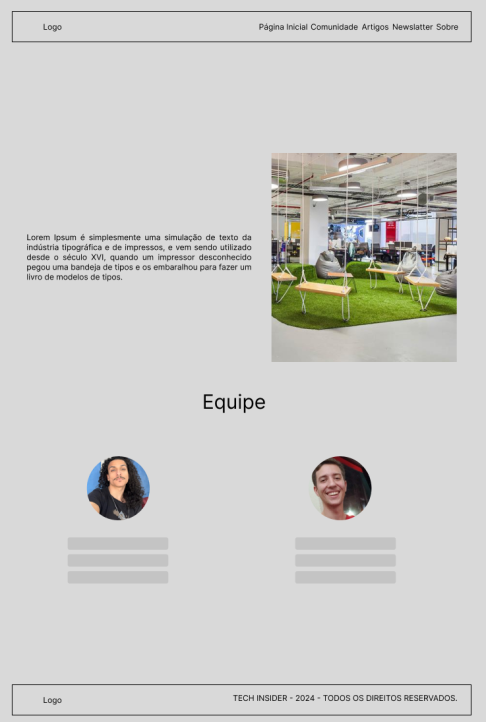 Logo
Página Inicial Comunidade Artigos Newslatter Sobre
Lorem Ipsum é simplesmente uma simulação de texto da
indústria tipográfica e de impressos, e vem sendo utilizado
desde o século XVI, quando um impressor desconhecido
pegou uma bandeja de tipos e os embaralhou para fazer um
livro de modelos de tipos.
Equipe
Logo
TECH INSIDER - 2024 - TODOS OS DIREITOS RESERVADOS.